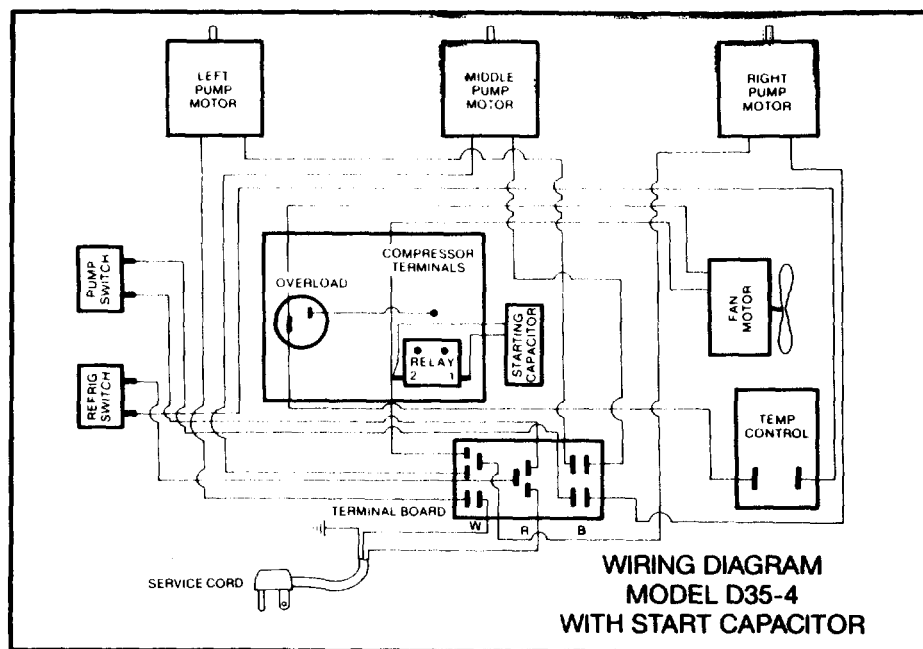 LEFT
PUMP
MOTOR
MIDDLE
PUMP
MOTOR
RIGHT
PUMP
MOTOR
PUMP
SWITCH
COMPRESSOR
TERMINALS
OVERLOAD
FAN
MOTOR
STARTING
CAPACITOR
RELAY
2 1
REFRIG
SWITCH
TEMP
CONTROL
TERMINAL BOARD
W R B
SERVICE CORD
WIRING DIAGRAM
MODEL D35-4
WITH START CAPACITOR